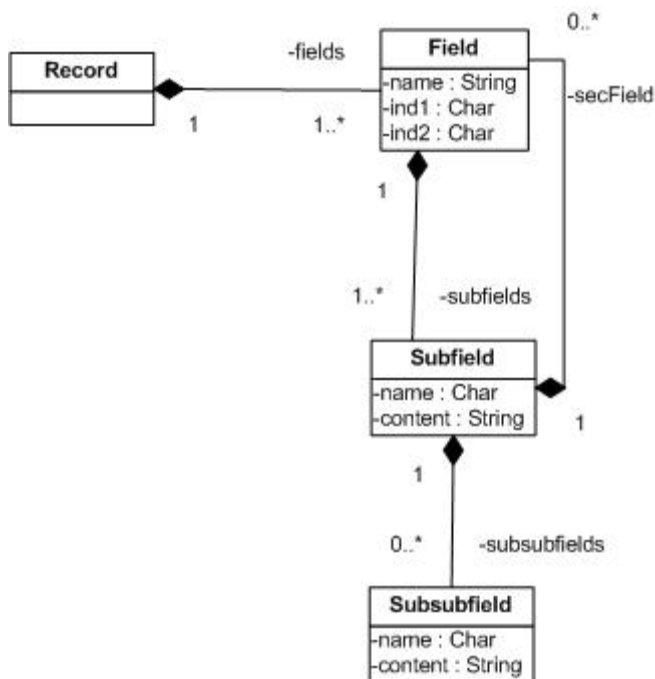 Record
-fields
1
1..*
Field
-name : String
-ind1 : Char
-ind2 : Char
0..*
-secField
1
1..*
-subfields
Subfield
-name : Char
-content : String
1
1
0..*
-subsubfields
Subsubfield
-name : Char
-content : String